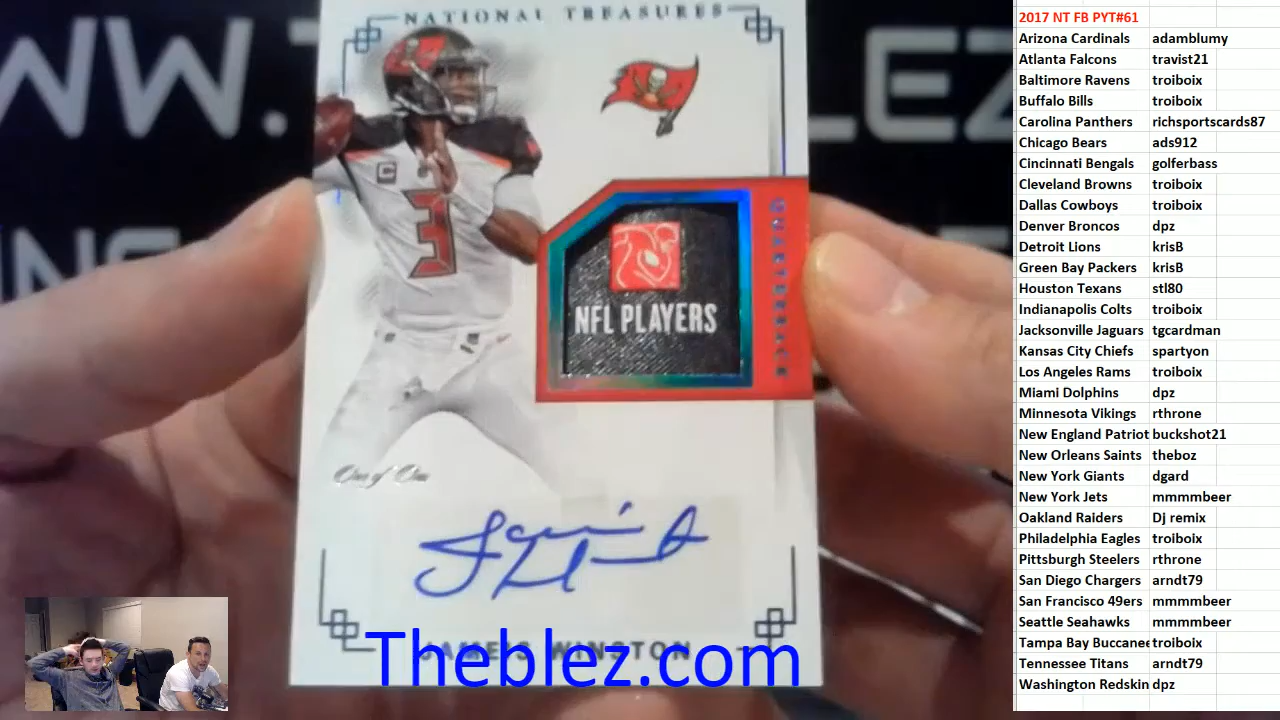 WW.T
LEZ
ING
NATIONAL TREASURES
C
3
NFL PLAYERS
One of One
JAMEIS WINSTON
Theblez.com
2017 NT FB PYT#61
Arizona Cardinals adamblumy
Atlanta Falcons travist21
Baltimore Ravens troiboix
Buffalo Bills troiboix
Carolina Panthers richsportscards87
Chicago Bears ads912
Cincinnati Bengals golferbass
Cleveland Browns troiboix
Dallas Cowboys troiboix
Denver Broncos dpz
Detroit Lions krisB
Green Bay Packers krisB
Houston Texans stl80
Indianapolis Colts troiboix
Jacksonville Jaguars tgcardman
Kansas City Chiefs spartyon
Los Angeles Rams troiboix
Miami Dolphins dpz
Minnesota Vikings rthrone
New England Patriot buckshot21
New Orleans Saints theboz
New York Giants dgard
New York Jets mmmmbeer
Oakland Raiders Dj remix
Philadelphia Eagles troiboix
Pittsburgh Steelers rthrone
San Diego Chargers arndt79
San Francisco 49ers mmmmbeer
Seattle Seahawks mmmmbeer
Tampa Bay Buccanee troiboix
Tennessee Titans arndt79
Washington Redskin dpz